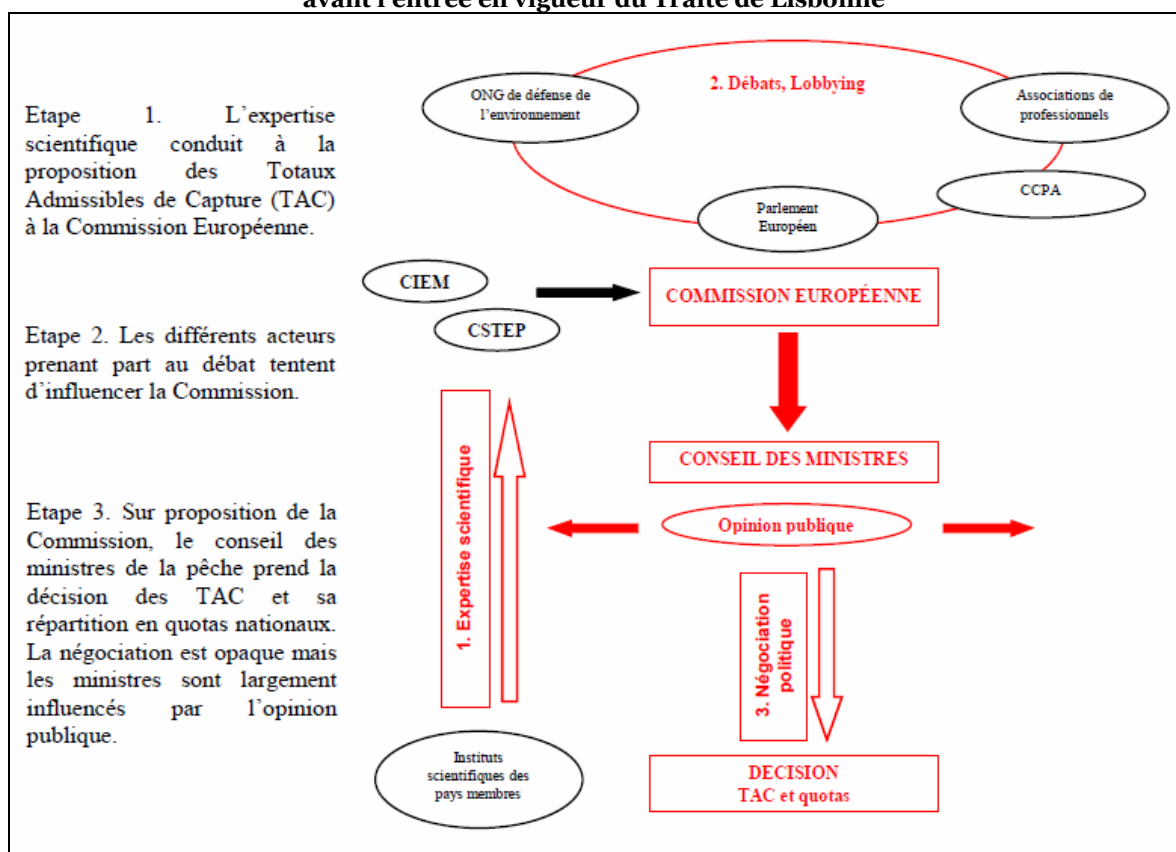 avant l'entrée en vigueur du Traité de Lisbonne
Etape 1. L'expertise
scientifique conduit à la
proposition des Totaux
Admissibles de Capture (TAC)
à la Commission Européenne.
Etape 2. Les différents acteurs
prenant part au débat tentent
d'influencer la Commission.
Etape 3. Sur proposition de la
Commission, le conseil des
ministres de la pêche prend la
décision des TAC et sa
répartition en quotas nationaux.
La négociation est opaque mais
les ministres sont largement
influencés par l'opinion
publique.
2. Débats, Lobbying
ONG de défense de
l'environnement
Associations de
professionnels
CCPA
Parlement
Européen
CIEM
CSTEP
COMMISSION EUROPÉENNE
CONSEIL DES MINISTRES
Opinion publique
1. Expertise scientifique
3. Négociation
politique
Instituts
scientifiques des
pays membres
DECISION
TAC et quotas